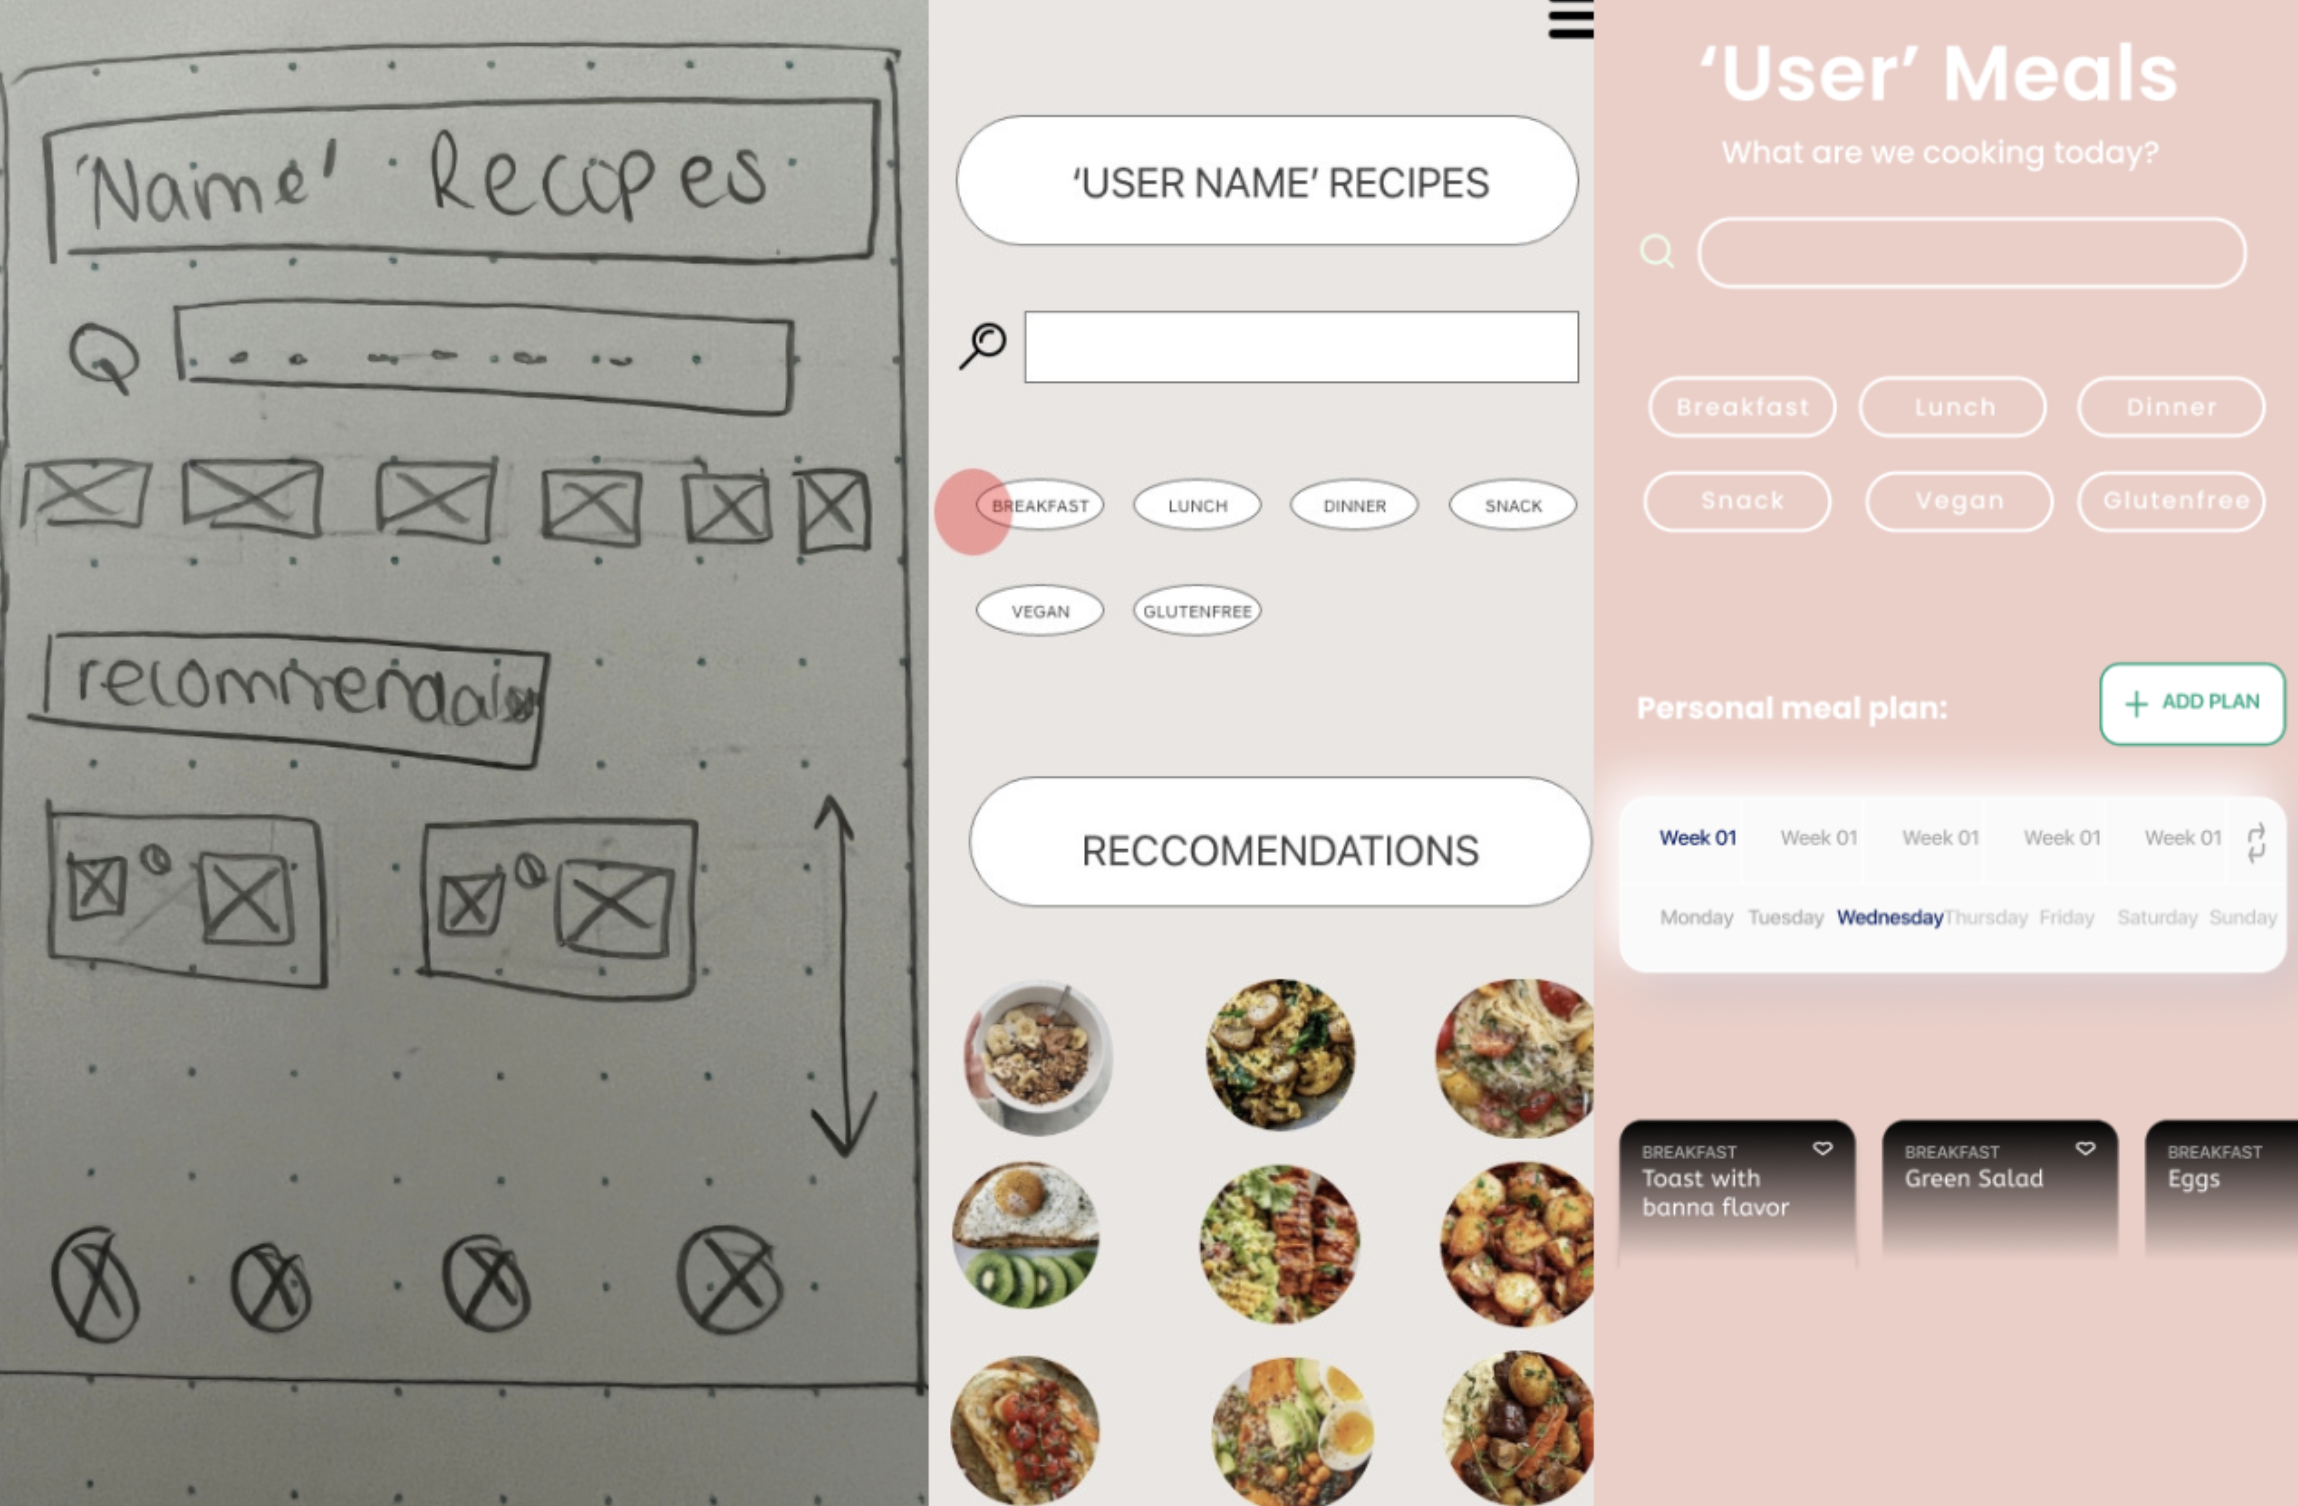 'Name' Recipes
'USER NAME' RECIPES
BREAKFAST
LUNCH
DINNER
SNACK
VEGAN
GLUTENFREE
RECCOMENDATIONS
'User' Meals
What are we cooking today?
Breakfast
Lunch
Dinner
Snack
Vegan
Glutenfree
Personal meal plan:
+ ADD PLAN
Week 01
Week 01
Week 01
Week 01
Week 01
Monday Tuesday Wednesday Thursday Friday Saturday Sunday
BREAKFAST
Toast with
banna flavor
BREAKFAST
Green Salad
BREAKFAST
Eggs